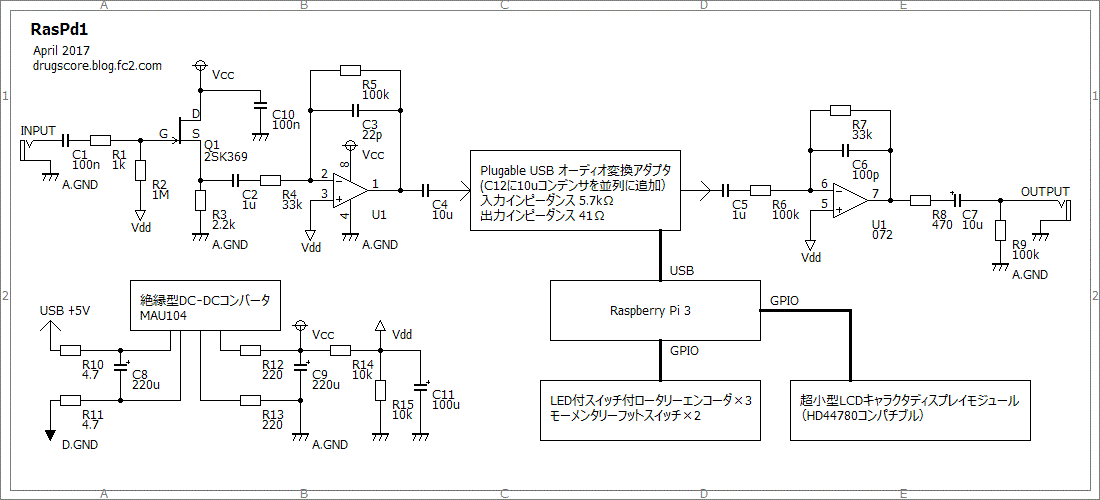 A B C D E
RasPd1
April 2017
drugscore.blog.fc2.com
1
1
Vcc
D
G
S
Q1
2SK369
C10
100n
INPUT
C1
100n
R1
1k
A.GND
R2
1M
Vdd
R3
2.2k
A.GND
C2
1u
R4
33k
R5
100k
C3
22p
Vcc
8
2
3
1
4
U1
Vdd
A.GND
C4
10u
Plugable USB オーディオ変換アダプタ
(C12に10uコンデンサを並列に追加)
入力インピーダンス 5.7kΩ
出力インピーダンス 41Ω
C5
1u
R6
100k
R7
33k
C6
100p
6
5
7
U1
072
Vdd
R8
470
C7
10u
OUTPUT
R9
100k
A.GND
USB
Raspberry Pi 3
GPIO
GPIO
LED付スイッチ付ロータリーエンコーダ×3
モーメンタリーフットスイッチ×2
超小型LCDキャラクタディスプレイモジュール
(HD44780コンパチブル)
2
2
USB +5V
絶縁型DC-DCコンバータ
MAU104
R10
4.7
C8
220u
R11
4.7
D.GND
R12
220
Vcc
C9
220u
R13
220
A.GND
R14
10k
Vdd
R15
10k
C11
100u
A B C D E